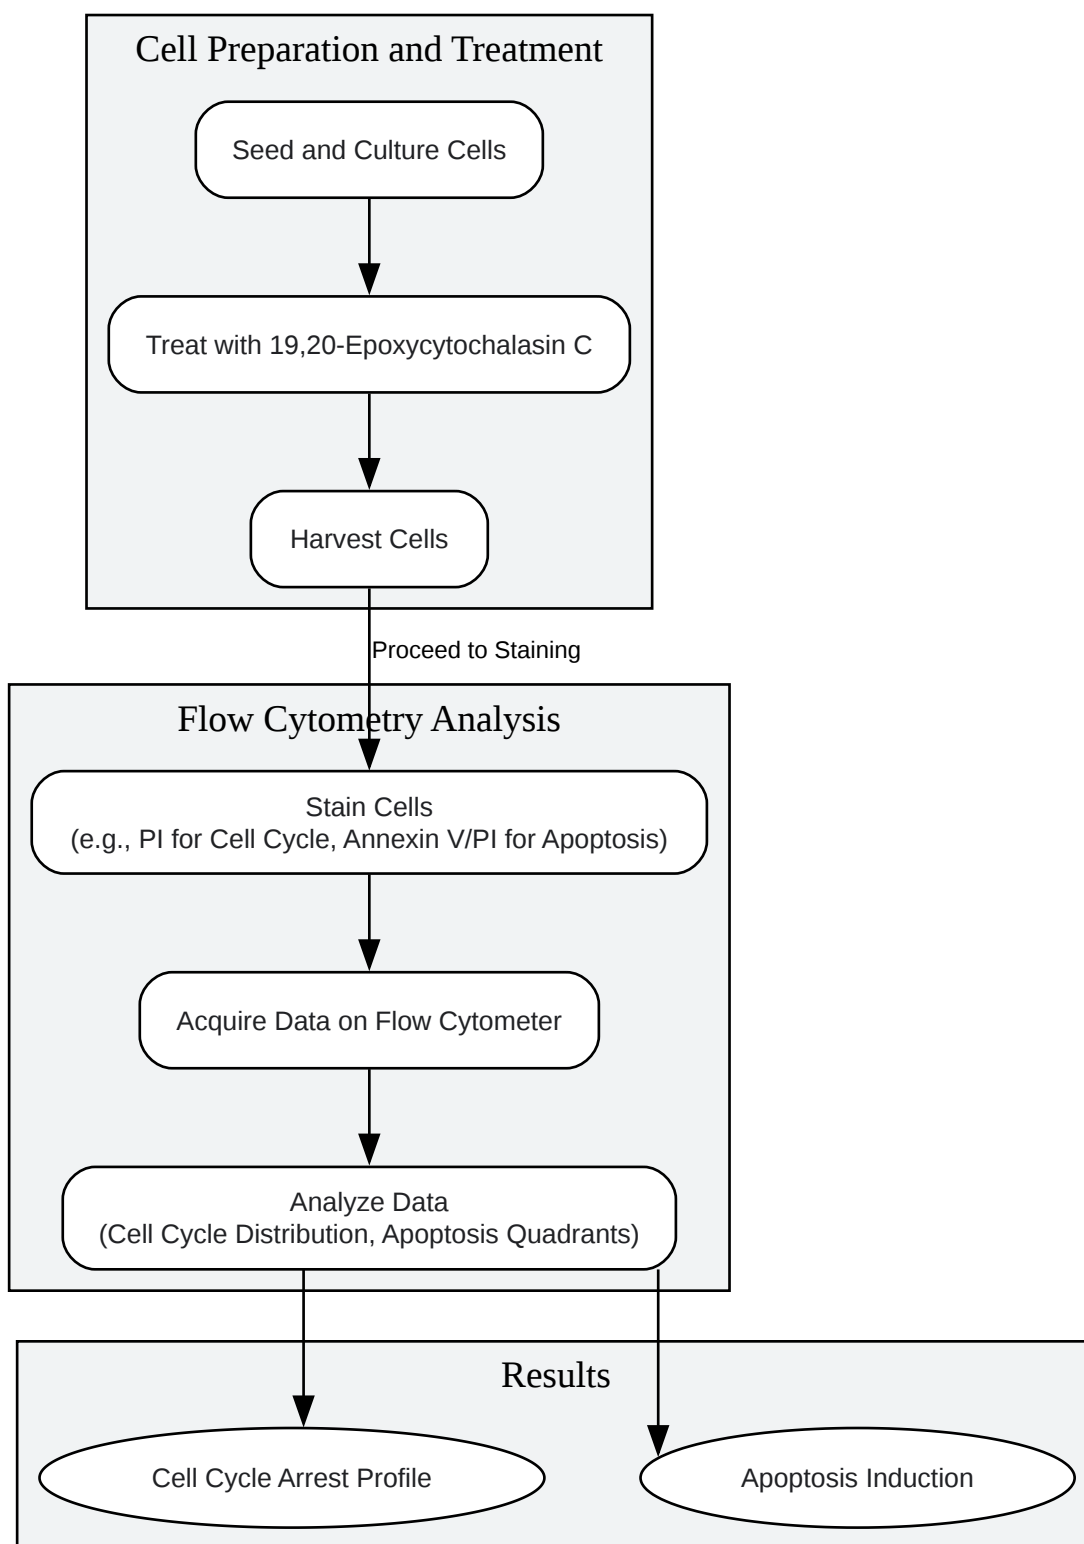 Cell Preparation and Treatment
Seed and Culture Cells
Treat with 19,20-Epoxycytochalasin C
Harvest Cells
Proceed to Staining
Flow Cytometry Analysis
Stain Cells
(e.g., PI for Cell Cycle, Annexin V/PI for Apoptosis)
Acquire Data on Flow Cytometer
Analyze Data
(Cell Cycle Distribution, Apoptosis Quadrants)
Results
Cell Cycle Arrest Profile
Apoptosis Induction